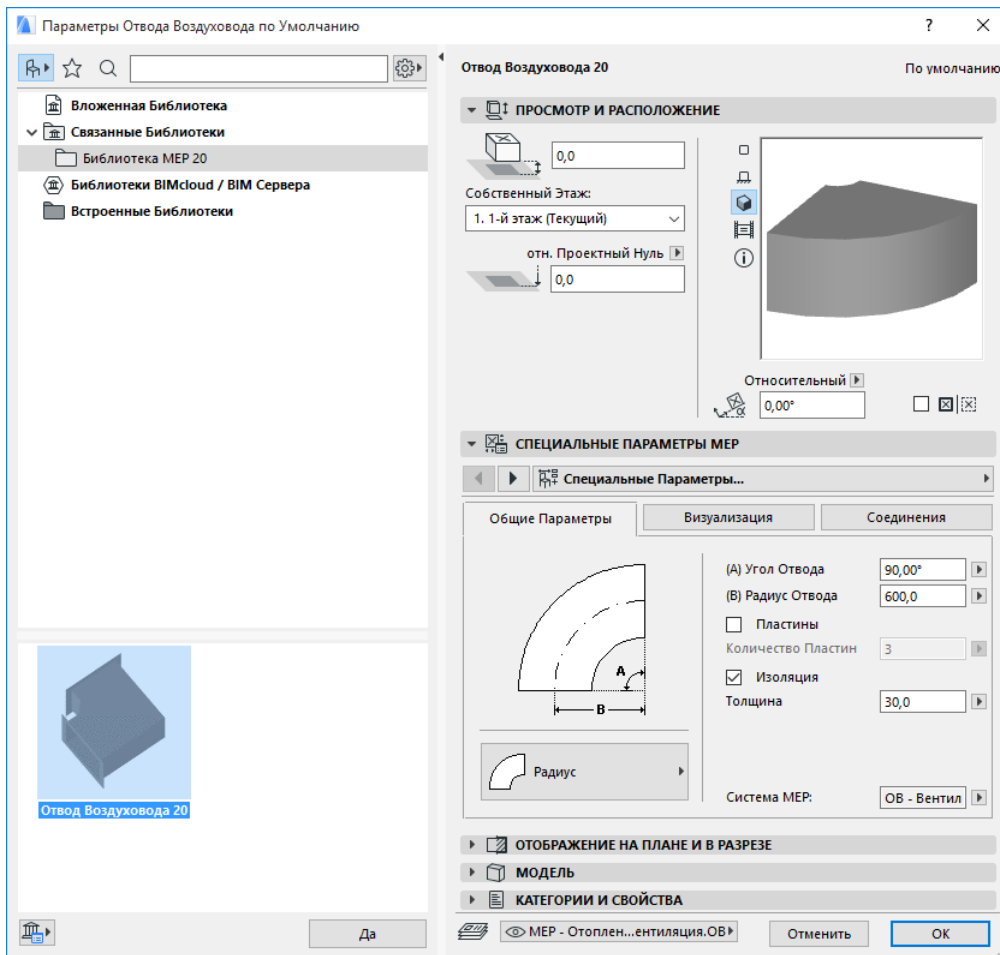 Параметры Отвода Воздуховода по Умолчанию
?
Вложенная Библиотека
Связанные Библиотеки
Библиотека MEP 20
Библиотеки BIMcloud / BIM Сервера
Встроенные Библиотеки
Отвод Воздуховода 20
Да
Отвод Воздуховода 20
По умолчанию
ПРОСМОТР И РАСПОЛОЖЕНИЕ
0,0
Собственный Этаж:
1. 1-й этаж (Текущий)
отн. Проектный Нуль
0,0
Относительный
α
0,00°
СПЕЦИАЛЬНЫЕ ПАРАМЕТРЫ MEP
Специальные Параметры...
Общие Параметры
Визуализация
Соединения
A
B
Радиус
(A) Угол Отвода
90,00°
(B) Радиус Отвода
600,0
Пластины
Количество Пластин
3
Изоляция
Толщина
30,0
Система MEP:
ОВ - Вентил
ОТОБРАЖЕНИЕ НА ПЛАНЕ И В РАЗРЕЗЕ
МОДЕЛЬ
КАТЕГОРИИ И СВОЙСТВА
MEP - Отоплен...ентиляция.ОВ
Отменить
OK